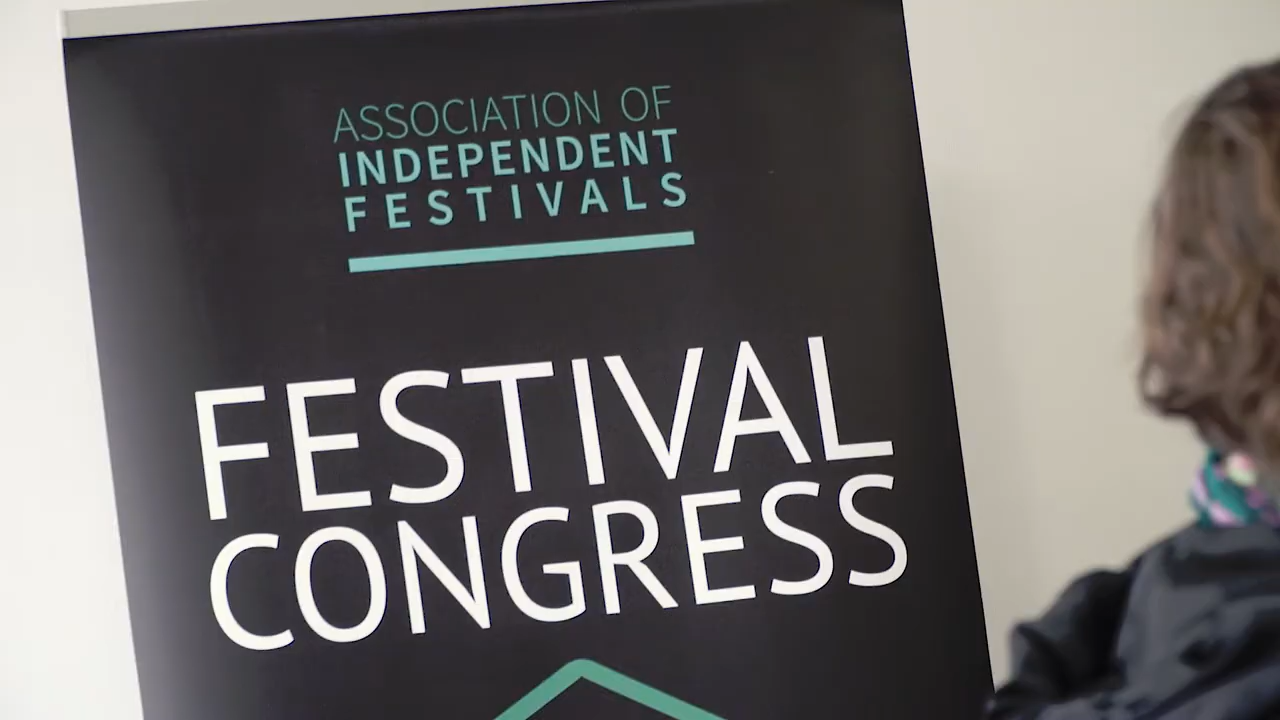 ASSOCIATION OF
INDEPENDENT
FESTIVALS
FESTIVAL
CONGRESS